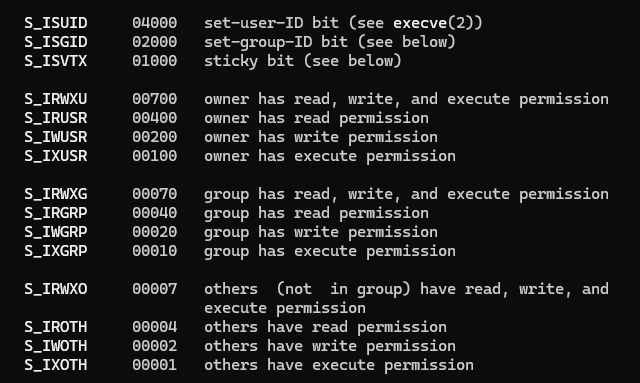 S_ISUID     04000   set-user-ID bit (see execve(2))
S_ISGID     02000   set-group-ID bit (see below)
S_ISVTX     01000   sticky bit (see below)

S_IRWXU     00700   owner has read, write, and execute permission
S_IRUSR     00400   owner has read permission
S_IWUSR     00200   owner has write permission
S_IXUSR     00100   owner has execute permission

S_IRWXG     00070   group has read, write, and execute permission
S_IRGRP     00040   group has read permission
S_IWGRP     00020   group has write permission
S_IXGRP     00010   group has execute permission

S_IRWXO     00007   others  (not  in group) have read, write, and
                    execute permission
S_IROTH     00004   others have read permission
S_IWOTH     00002   others have write permission
S_IXOTH     00001   others have execute permission